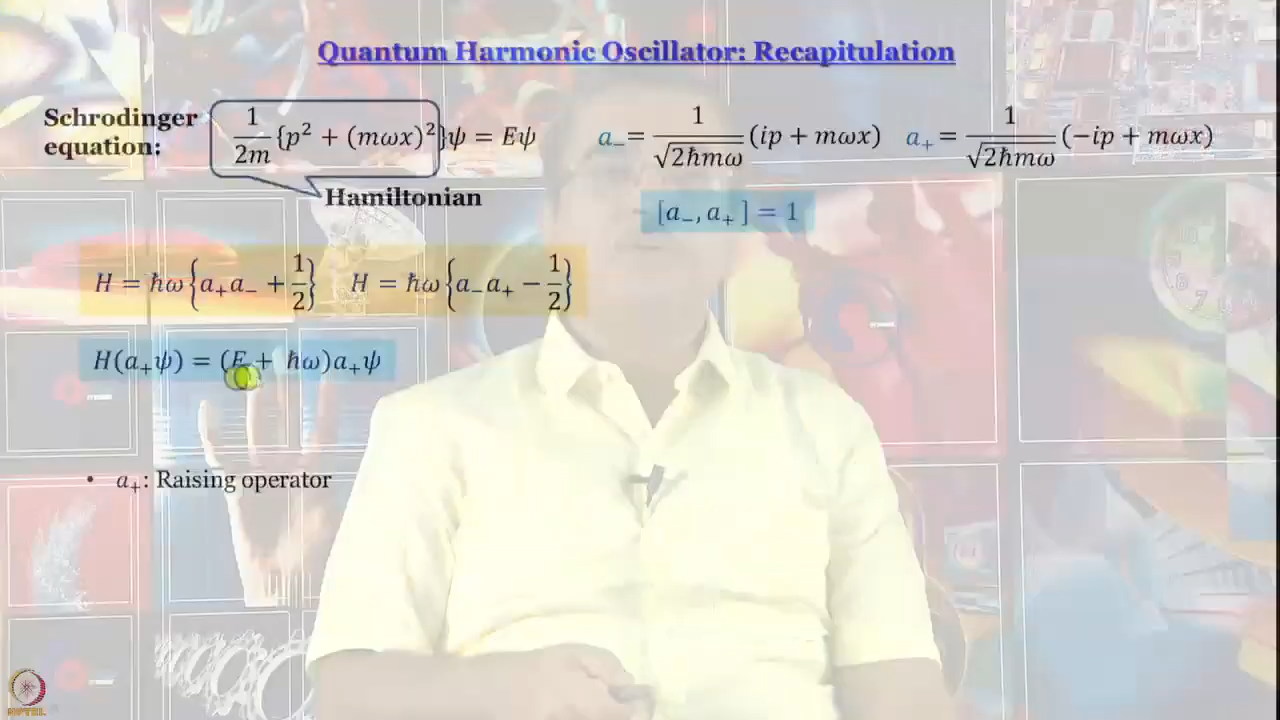 Quantum Harmonic Oscillator: Recapitulation
Schrodinger equation: 1/2m {p² + (mωx)²}ψ = Eψ
a₋ = 1/√2ħmω (ip + mωx) a₊ = 1/√2ħmω (−ip + mωx)
Hamiltonian
[a₋, a₊ ] = 1
H = ħω{a₊a₋ + 1/2} H = ħω{a₋a₊ − 1/2}
H(a₊ψ) = (E + ħω)a₊ψ
• a₊: Raising operator
NPTEL